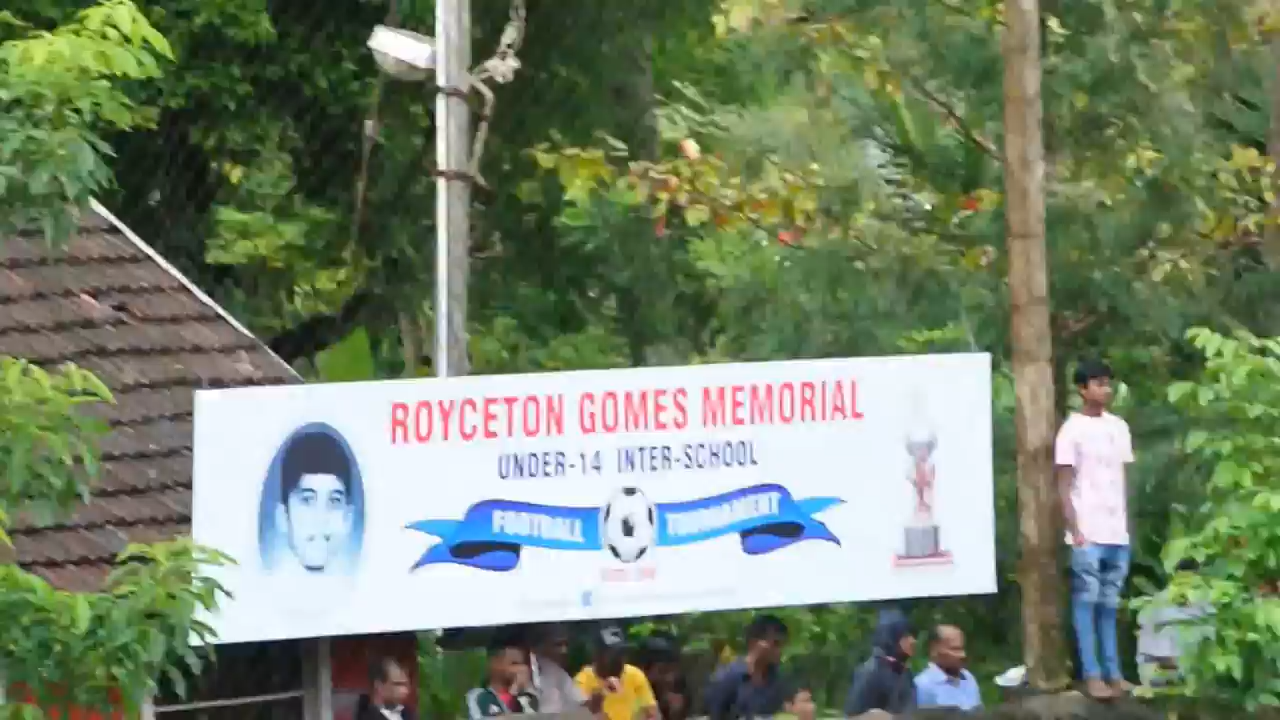 ROYCETON GOMES MEMORIAL
UNDER-14 INTER-SCHOOL
FOOTBALL TOURNAMENT